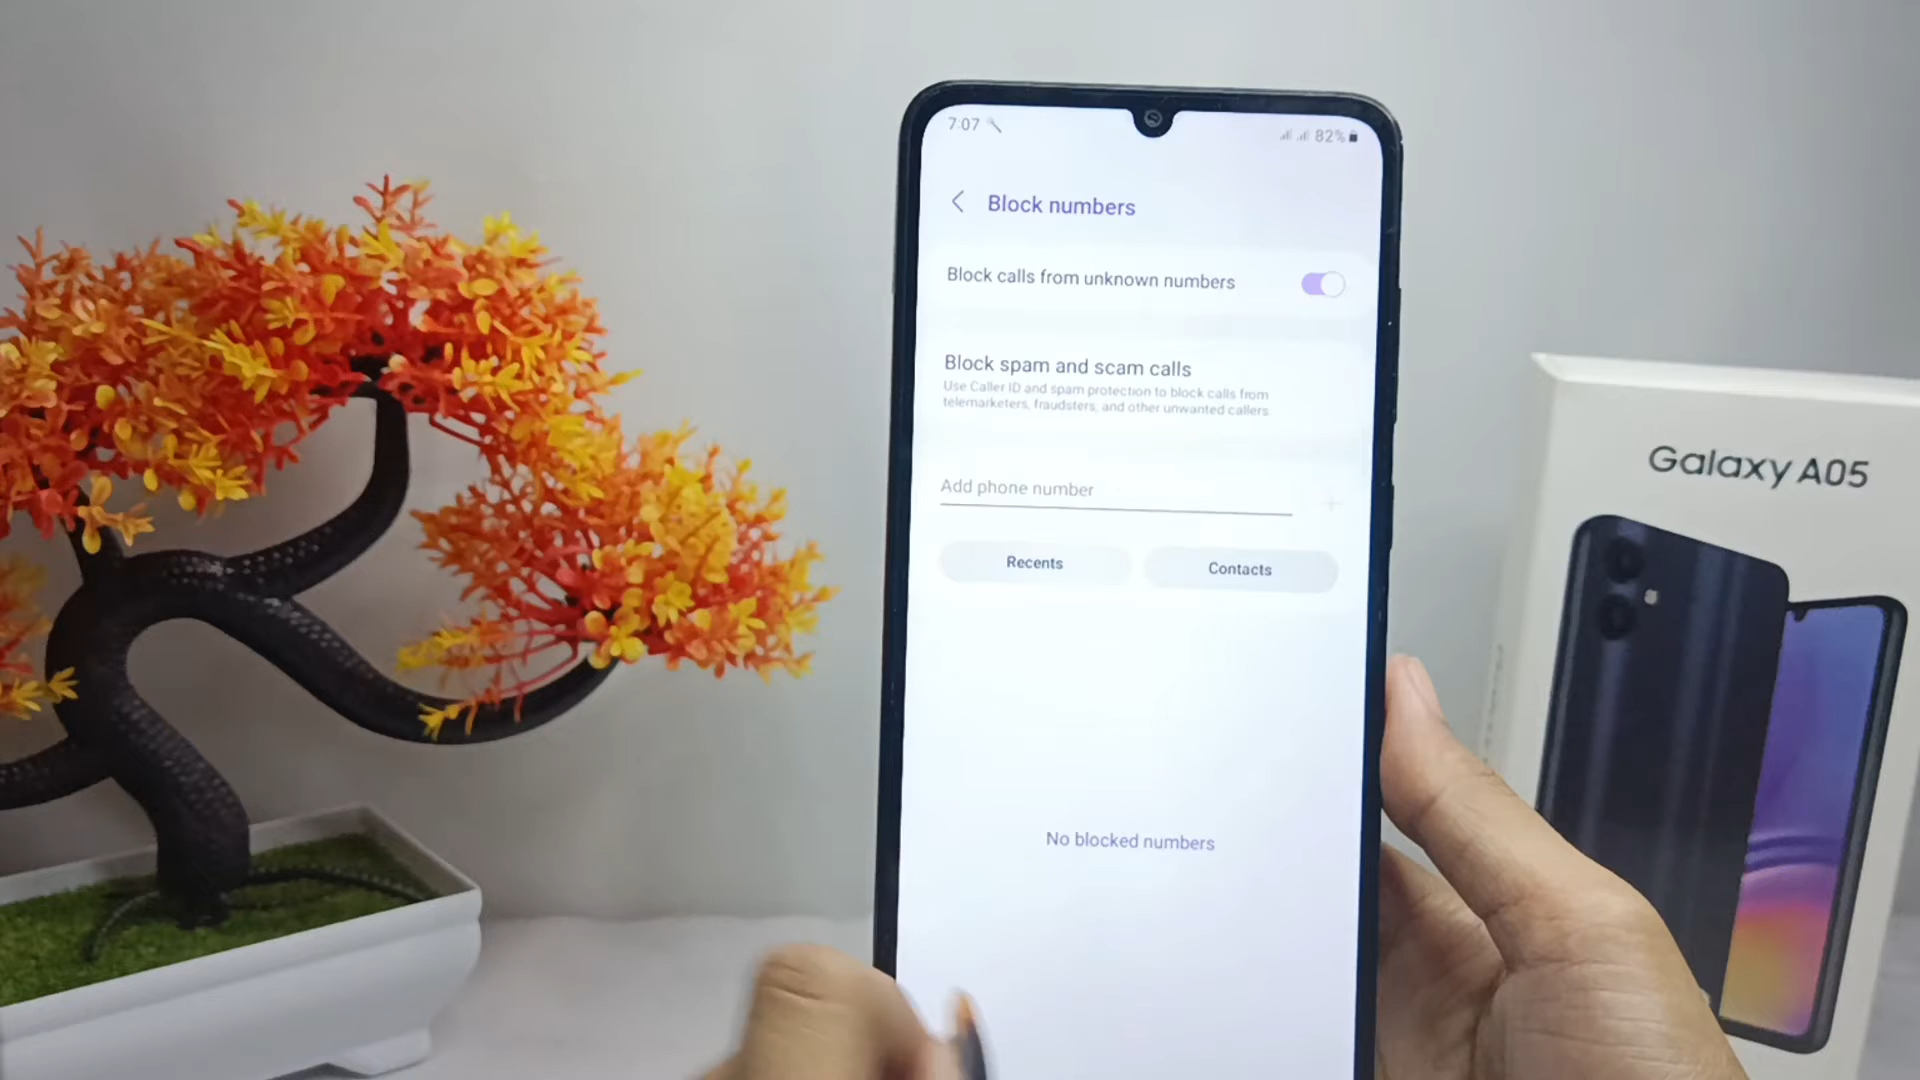 7:07
82%
Block numbers
Block calls from unknown numbers
Block spam and scam calls
Use Caller ID and spam protection to block calls from
telemarketers, fraudsters, and other unwanted callers.
Add phone number
Recents
Contacts
No blocked numbers
Galaxy A05